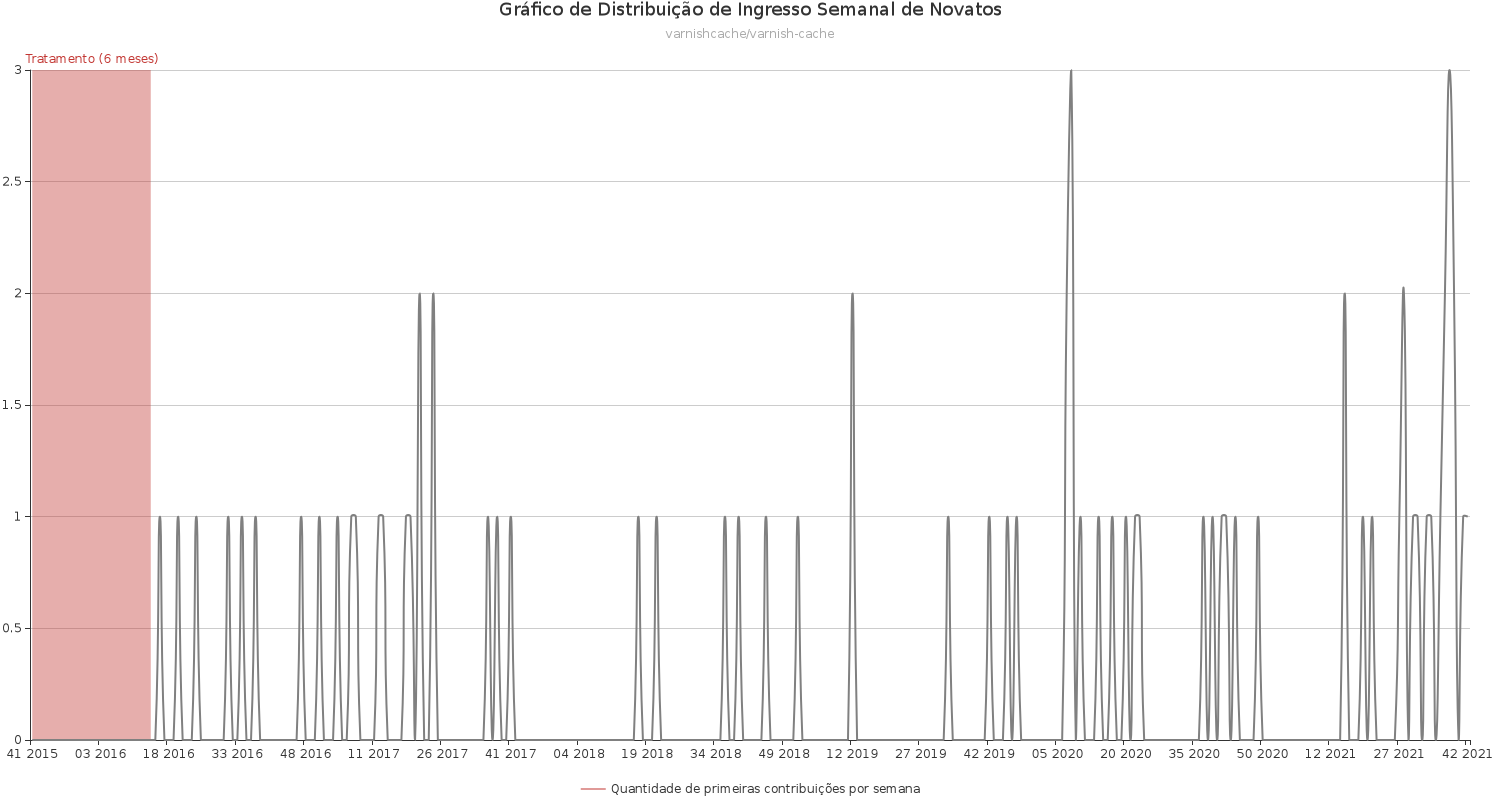 Gráfico de Distribuição de Ingresso Semanal de Novatos
varnishcache/varnish-cache
Tratamento (6 meses)
3
2.5
2
1.5
1
0.5
0
41 2015 03 2016 18 2016 33 2016 48 2016 11 2017 26 2017 41 2017 04 2018 19 2018 34 2018 49 2018 12 2019 27 2019 42 2019 05 2020 20 2020 35 2020 50 2020 12 2021 27 2021 42 2021
Quantidade de primeiras contribuições por semana